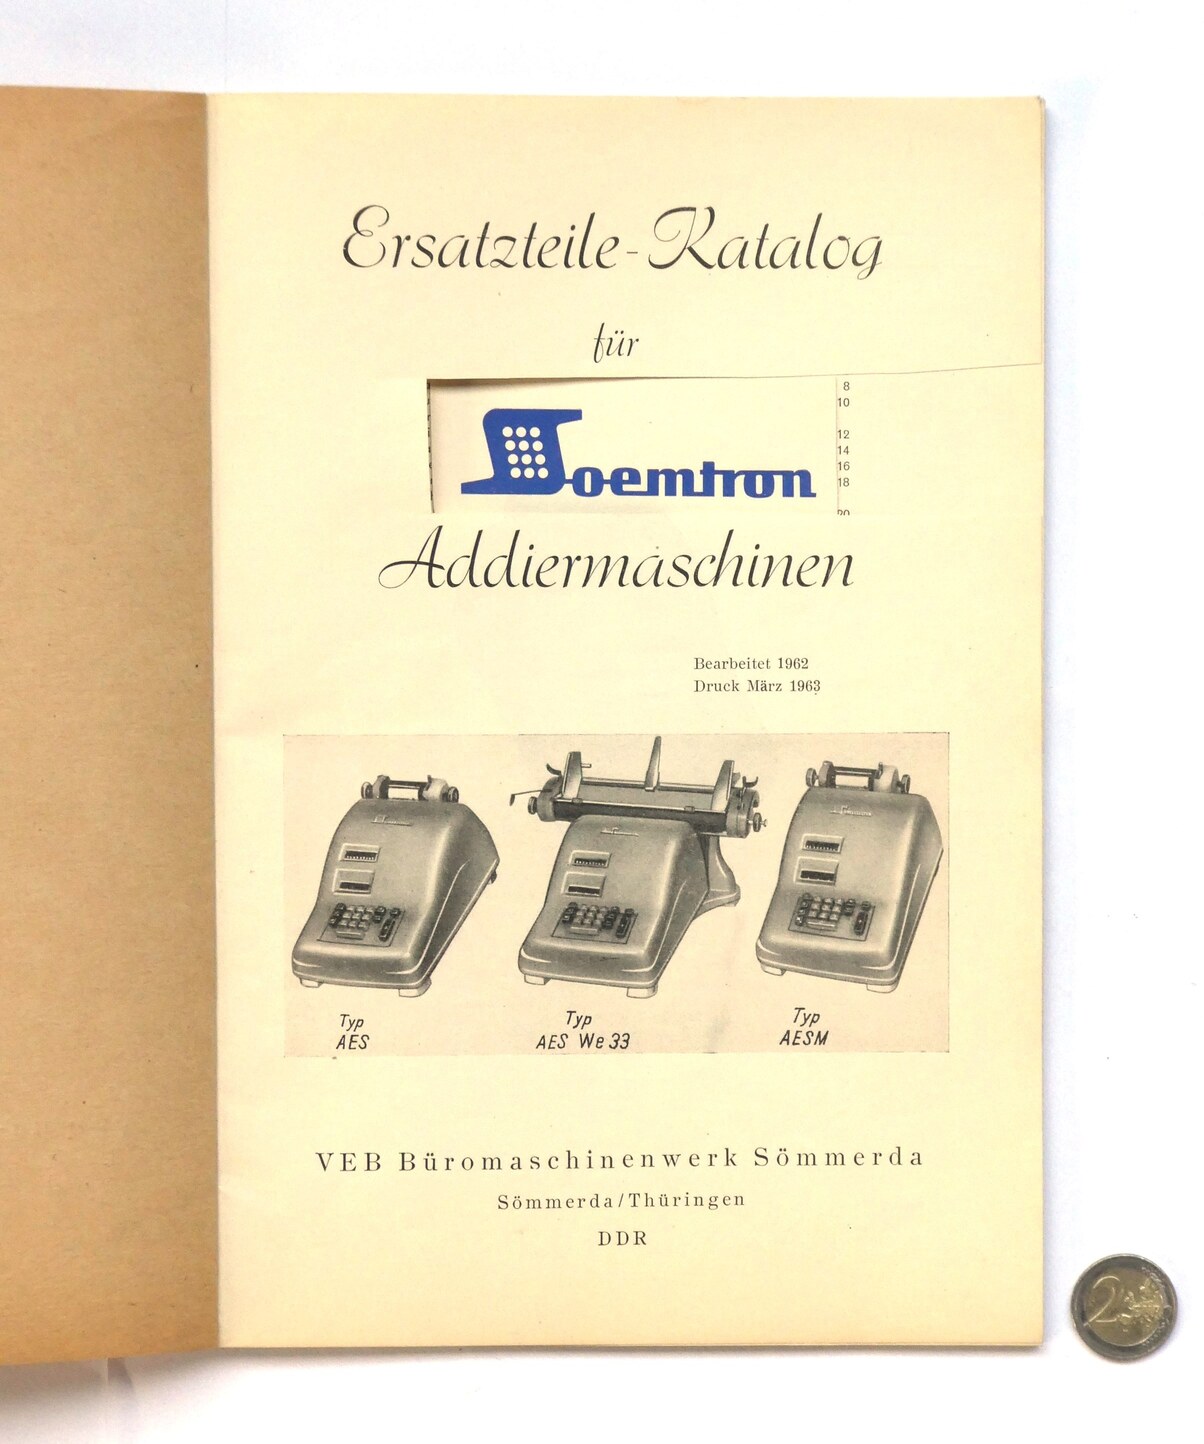 Ersatzteile-Katalog
für
8
10
Soemtron
12
14
16
18
20
Addiermaschinen
Bearbeitet 1962
Druck März 1963
Typ
AES
Typ
AES We 33
Typ
AESM
VEB Büromaschinenwerk Sömmerda
Sömmerda/Thüringen
DDR
2